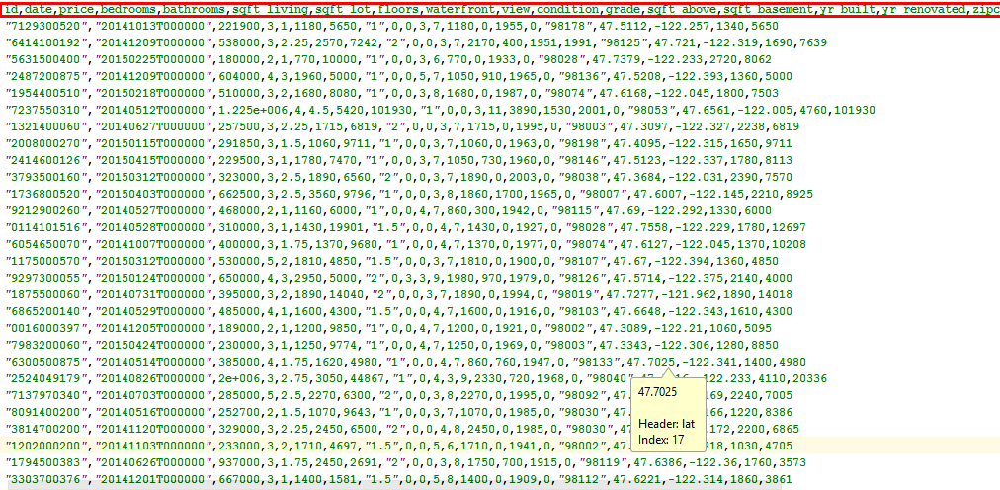 id,date,price,bedrooms,bathrooms,sqft living,sqft lot,floors,waterfront,view,condition,grade,sqft above,sqft basement,yr built,yr renovated,zipc
"7129300520","20141013T000000",221900,3,1,1180,5650,"1",0,0,3,7,1180,0,1955,0,"98178",47.5112,-122.257,1340,5650
"6414100192","20141209T000000",538000,3,2.25,2570,7242,"2",0,0,3,7,2170,400,1951,1991,"98125",47.721,-122.319,1690,7639
"5631500400","20150225T000000",180000,2,1,770,10000,"1",0,0,3,6,770,0,1933,0,"98028",47.7379,-122.233,2720,8062
"2487200875","20141209T000000",604000,4,3,1960,5000,"1",0,0,5,7,1050,910,1965,0,"98136",47.5208,-122.393,1360,5000
"1954400510","20150218T000000",510000,3,2,1680,8080,"1",0,0,3,8,1680,0,1987,0,"98074",47.6168,-122.045,1800,7503
"7237550310","20140512T000000",1.225e+006,4,4.5,5420,101930,"1",0,0,3,11,3890,1530,2001,0,"98053",47.6561,-122.005,4760,101930
"1321400060","20140627T000000",257500,3,2.25,1715,6819,"2",0,0,3,7,1715,0,1995,0,"98003",47.3097,-122.327,2238,6819
"2008000270","20150115T000000",291850,3,1.5,1060,9711,"1",0,0,3,7,1060,0,1963,0,"98198",47.4095,-122.315,1650,9711
"2414600126","20150415T000000",229500,3,1,1780,7470,"1",0,0,3,7,1050,730,1960,0,"98146",47.5123,-122.337,1780,8113
"3793500160","20150312T000000",323000,3,2.5,1890,6560,"2",0,0,3,7,1890,0,2003,0,"98038",47.3684,-122.031,2390,7570
"1736800520","20150403T000000",662500,3,2.5,3560,9796,"1",0,0,3,8,1860,1700,1965,0,"98007",47.6007,-122.145,2210,8925
"9212900260","20140527T000000",468000,2,1,1160,6000,"1",0,0,4,7,860,300,1942,0,"98115",47.69,-122.292,1330,6000
"0114101516","20140528T000000",310000,3,1,1430,19901,"1.5",0,0,4,7,1430,0,1927,0,"98028",47.7558,-122.229,1780,12697
"6054650070","20141007T000000",400000,3,1.75,1370,9680,"1",0,0,4,7,1370,0,1977,0,"98074",47.6127,-122.045,1370,10208
"1175000570","20150312T000000",530000,5,2,1810,4850,"1.5",0,0,3,7,1810,0,1900,0,"98107",47.67,-122.394,1360,4850
"9297300055","20150124T000000",650000,4,3,2950,5000,"2",0,3,3,9,1980,970,1979,0,"98126",47.5714,-122.375,2140,4000
"1875500060","20140731T000000",395000,3,2,1890,14040,"2",0,0,3,7,1890,0,1994,0,"98019",47.7277,-121.962,1890,14018
"6865200140","20140529T000000",485000,4,1,1600,4300,"1.5",0,0,4,7,1600,0,1916,0,"98103",47.6648,-122.343,1610,4300
"0016000397","20141205T000000",189000,2,1,1200,9850,"1",0,0,4,7,1200,0,1921,0,"98002",47.3089,-122.21,1060,5095
"7983200060","20150424T000000",230000,3,1,1250,9774,"1",0,0,4,7,1250,0,1969,0,"98003",47.3343,-122.306,1280,8850
"6300500875","20140514T000000",385000,4,1.75,1620,4980,"1",0,0,4,7,860,760,1947,0,"98133",47.7025,-122.341,1400,4980
"2524049179","20140826T000000",2e+006,3,2.75,3050,44867,"1",0,4,3,9,2330,720,1968,0,"98040",-122.233,4110,20336
"7137970340","20140703T000000",285000,5,2.5,2270,6300,"2",0,0,3,8,2270,0,1995,0,"98092",47.169,2240,7005
"8091400200","20140516T000000",252700,2,1.5,1070,9643,"1",0,0,3,7,1070,0,1985,0,"98030",47.166,1220,8386
"3814700200","20141120T000000",329000,3,2.25,2450,6500,"2",0,0,4,8,2450,0,1985,0,"98030",47.172,2200,6865
"1202000200","20141103T000000",233000,3,2,1710,4697,"1.5",0,0,5,6,1710,0,1941,0,"98002",47.218,1030,4705
"1794500383","20140626T000000",937000,3,1.75,2450,2691,"2",0,0,3,8,1750,700,1915,0,"98119",47.6386,-122.36,1760,3573
"3303700376","20141201T000000",667000,3,1,1400,1581,"1.5",0,0,5,8,1400,0,1909,0,"98112",47.6221,-122.314,1860,3861
47.7025
Header: lat
Index: 17